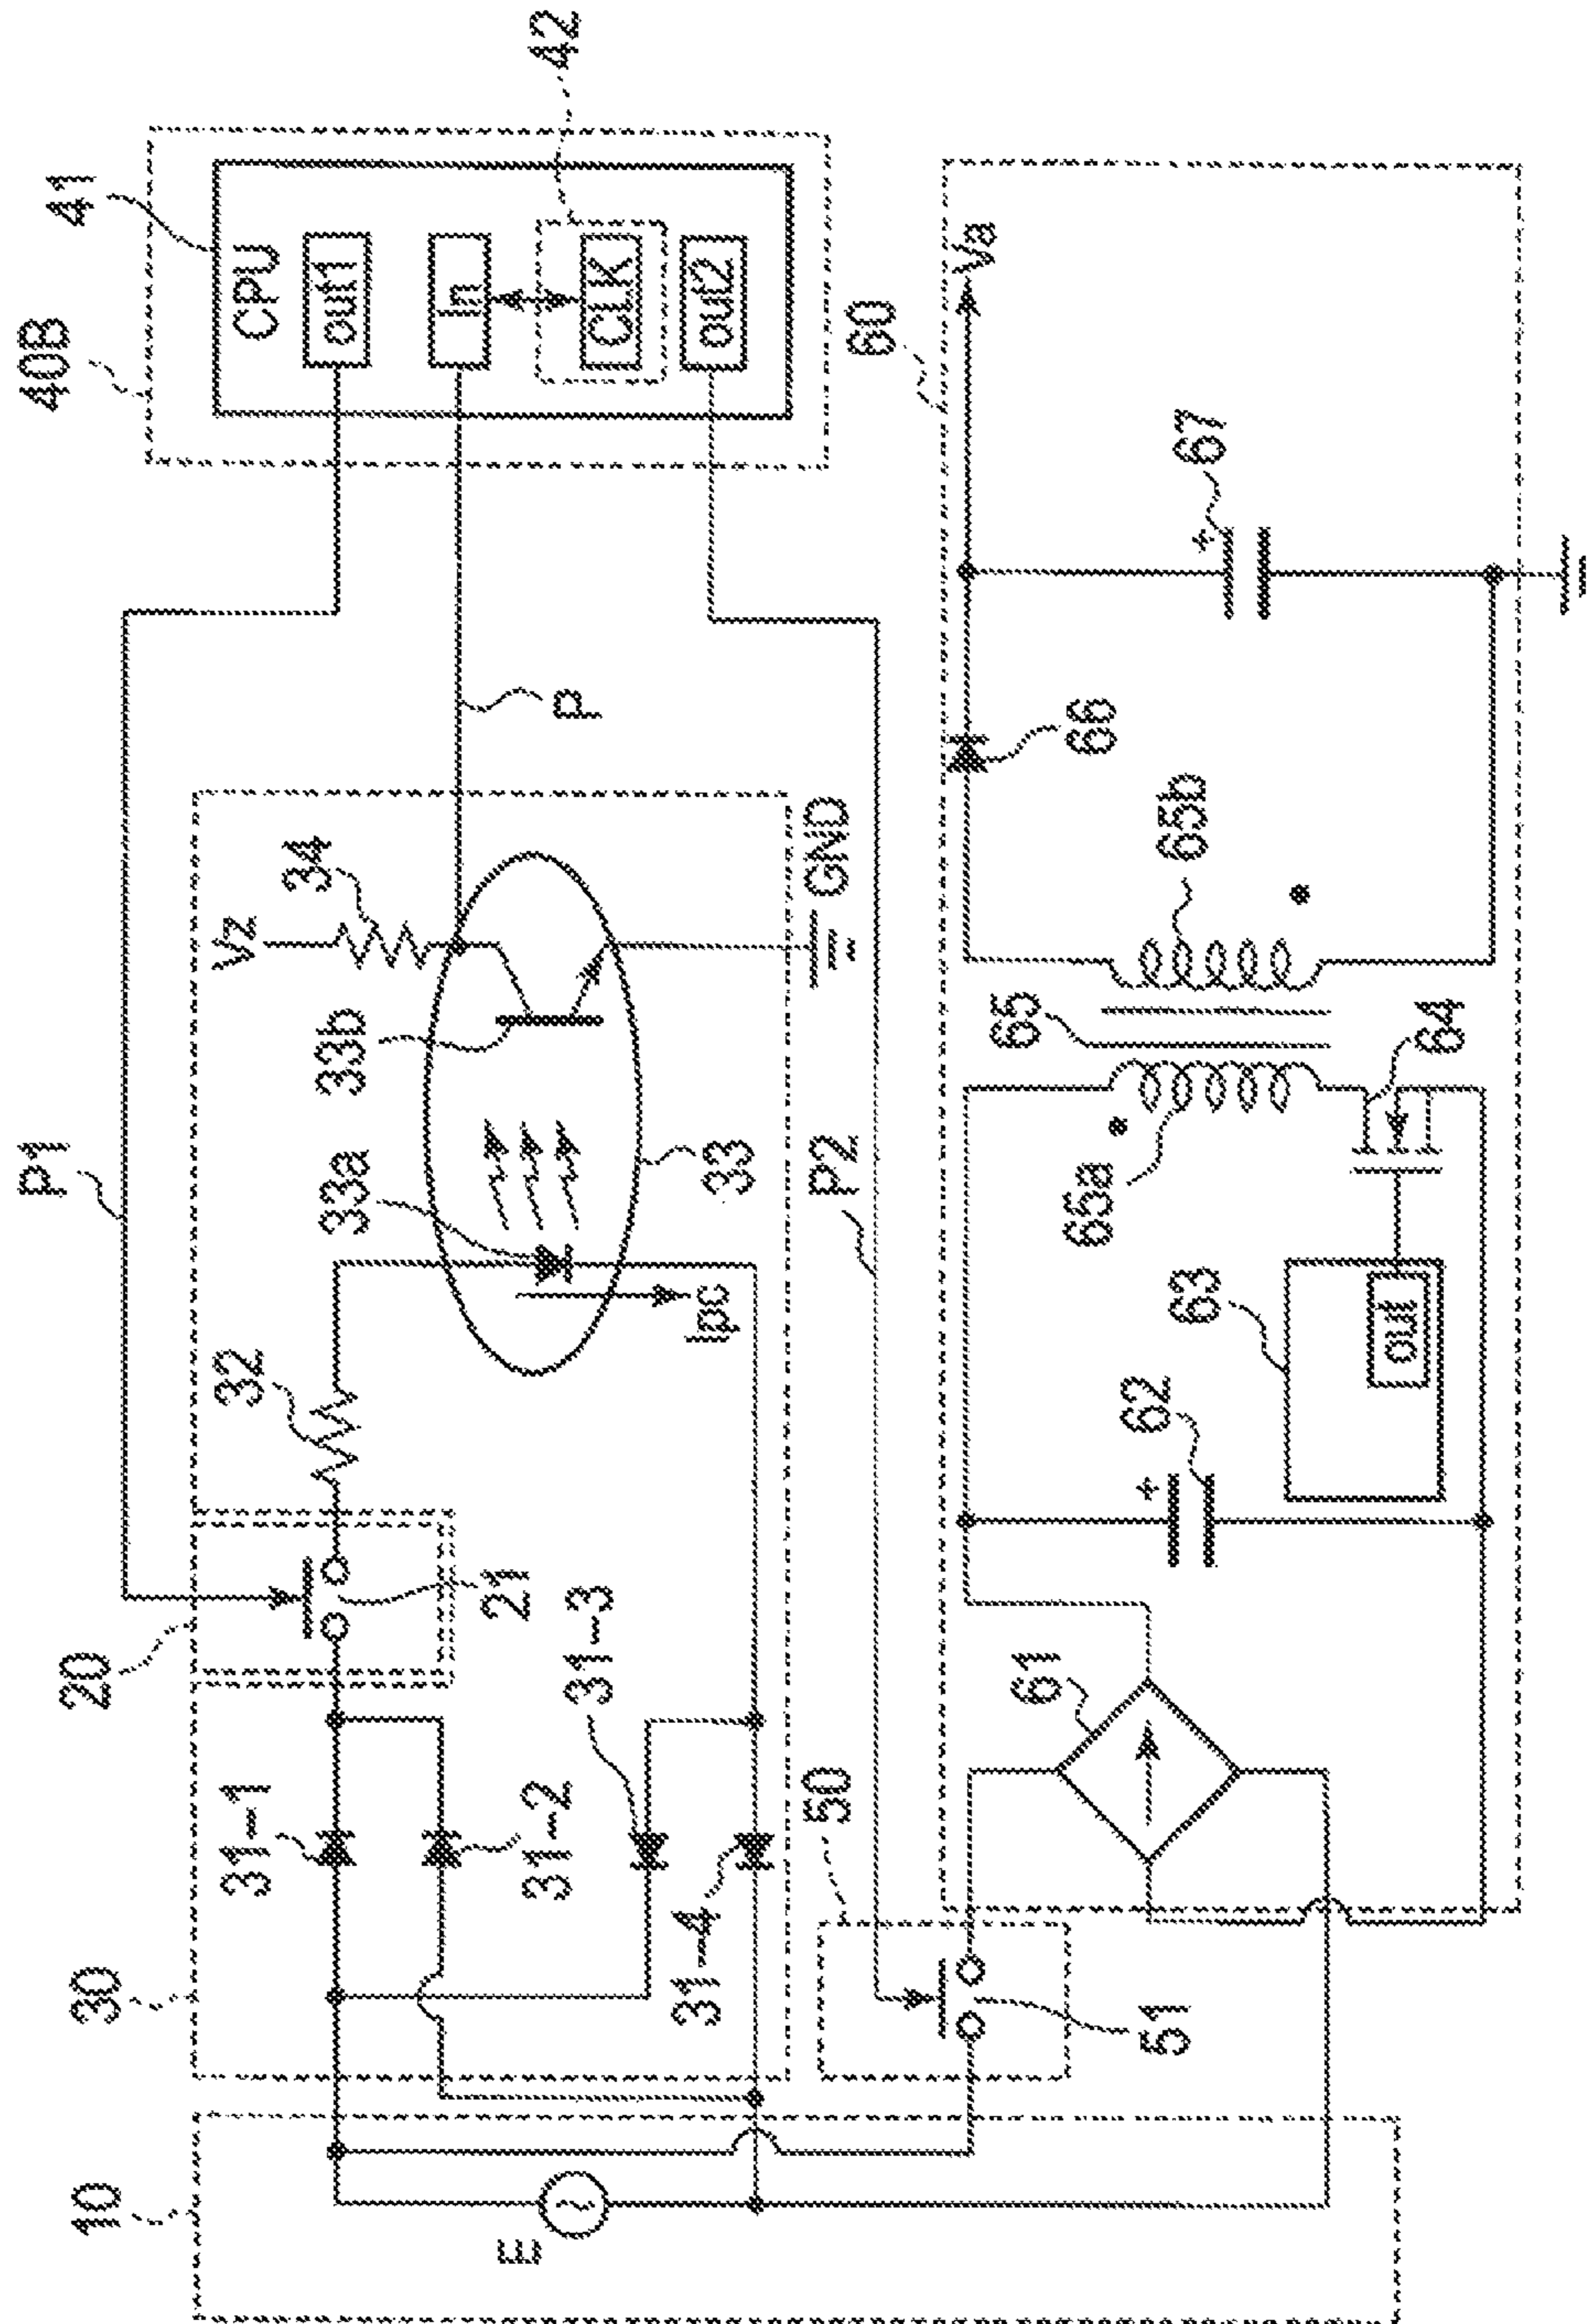 P1
40B
41
20
CPU
30
Vz
34
out1
10
31-1
32
33a
33b
In
42
21
P
31-2
31-3
CLK
E
Ipc
33
out2
31-4
50
P2
GND
60
Va
51
61
65
66
65a
65b
62
+
63
67
+
out
64